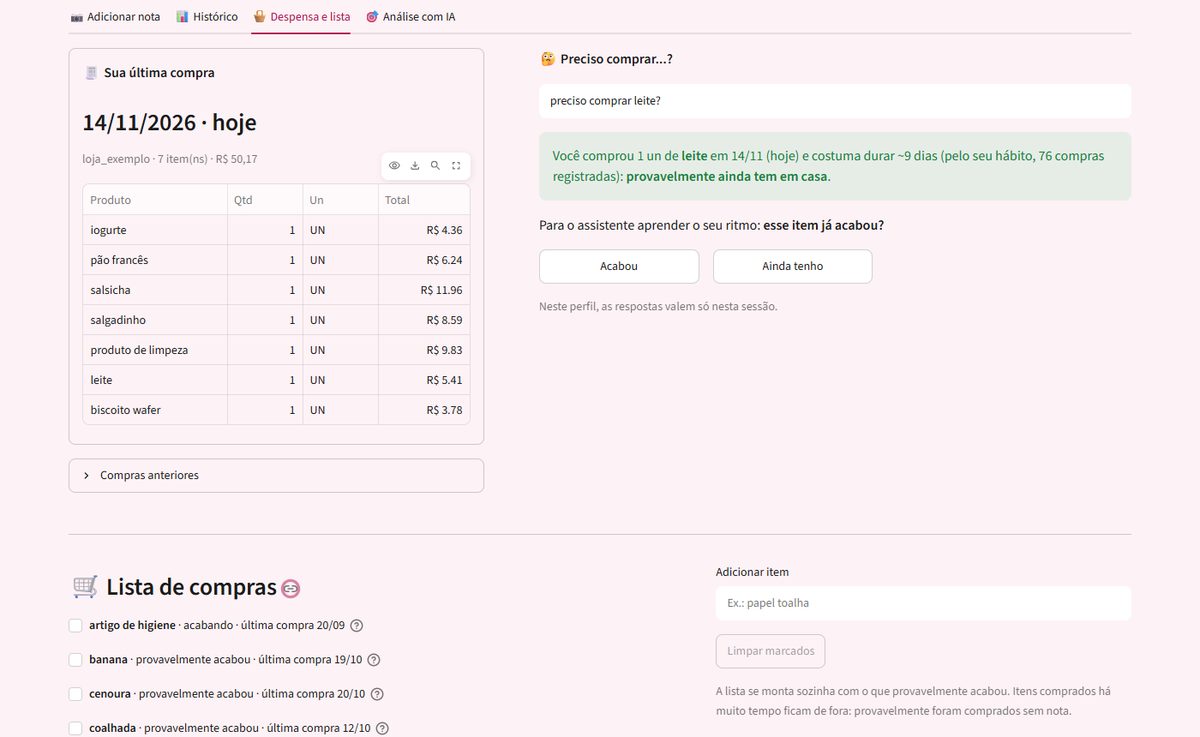 Adicionar nota
Histórico
Despensa e lista
Análise com IA
Sua última compra
14/11/2026 · hoje
loja_exemplo · 7 item(ns) · R$ 50,17
Produto Qtd Un Total
iogurte 1 UN R$ 4.36
pão francês 1 UN R$ 6.24
salsicha 1 UN R$ 11.96
salgadinho 1 UN R$ 8.59
produto de limpeza 1 UN R$ 9.83
leite 1 UN R$ 5.41
biscoito wafer 1 UN R$ 3.78
Compras anteriores
Preciso comprar...?
preciso comprar leite?
Você comprou 1 un de leite em 14/11 (hoje) e costuma durar ~9 dias (pelo seu hábito, 76 compras
registradas): provavelmente ainda tem em casa.
Para o assistente aprender o seu ritmo: esse item já acabou?
Acabou
Ainda tenho
Neste perfil, as respostas valem só nesta sessão.
Lista de compras
artigo de higiene · acabando · última compra 20/09
banana · provavelmente acabou · última compra 19/10
cenoura · provavelmente acabou · última compra 20/10
coalhada · provavelmente acabou · última compra 12/10
Adicionar item
Ex.: papel toalha
Limpar marcados
A lista se monta sozinha com o que provavelmente acabou. Itens comprados há
muito tempo ficam de fora: provavelmente foram comprados sem nota.